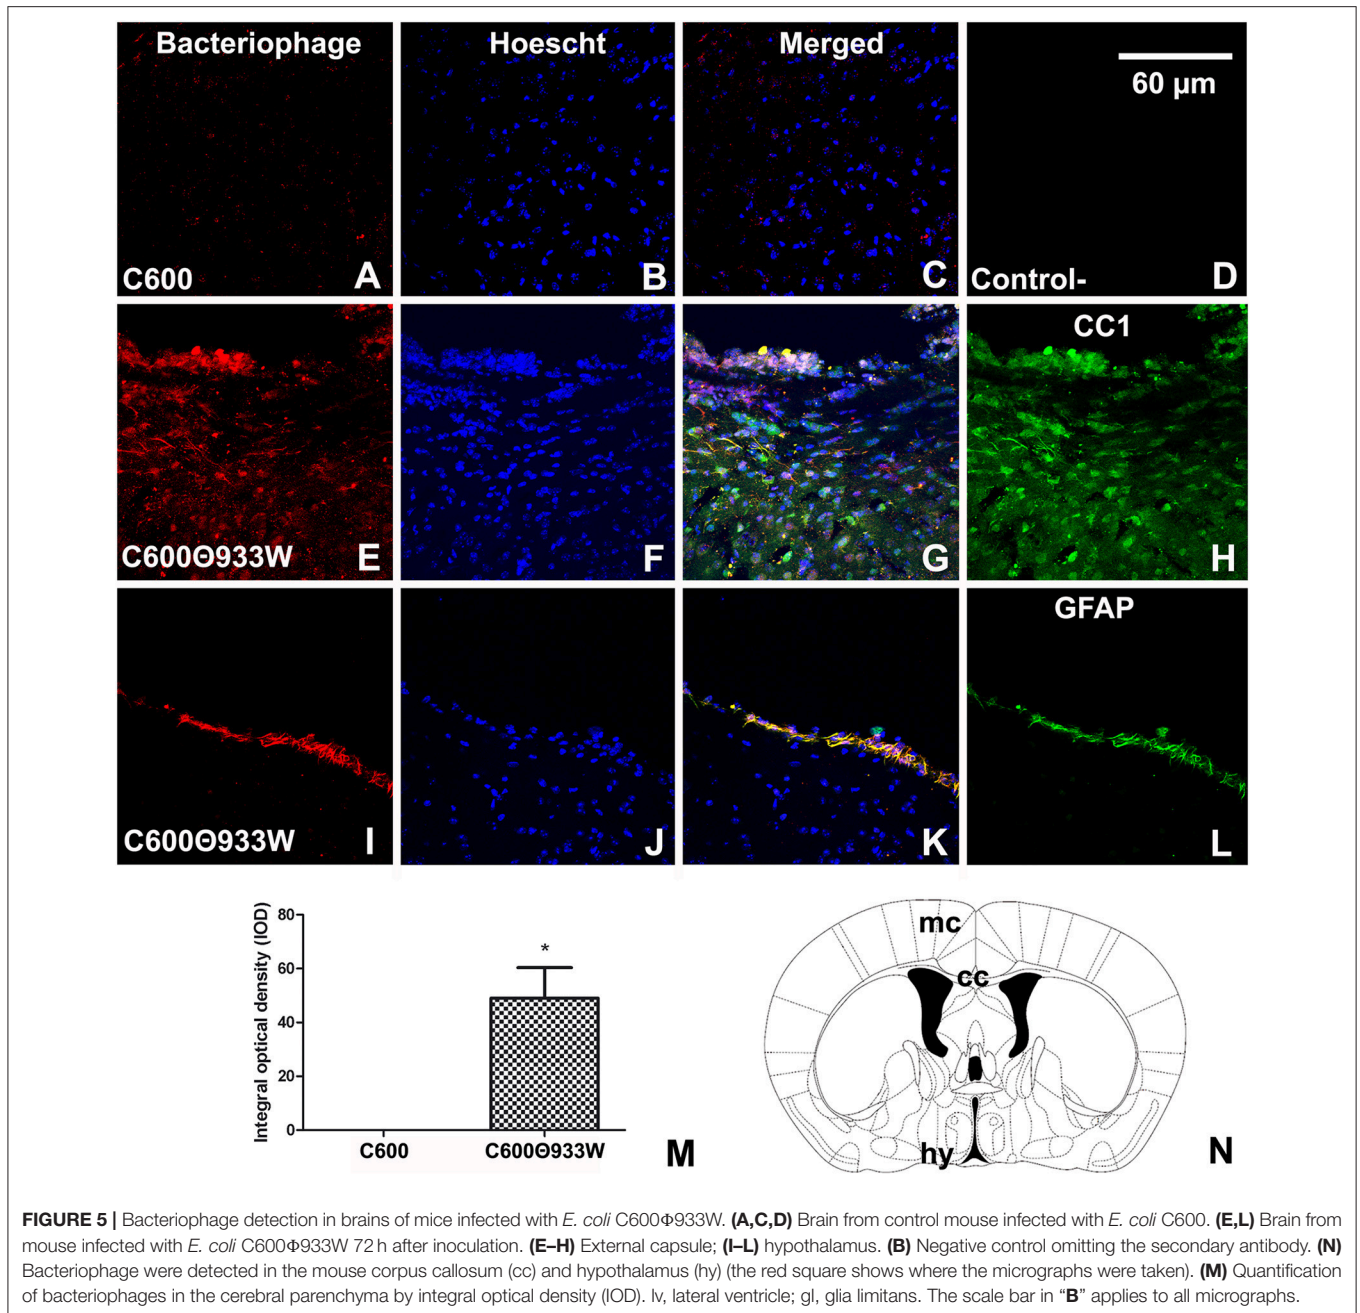 Bacteriophage
Hoescht
Merged
60 µm
C600
A
B
C
Control-
D
CC1
C600Θ933W
E
F
G
H
GFAP
C600Θ933W
I
J
K
L
Integral optical density (IOD)
80
60
40
20
0
*
C600
C600Θ933W
M
mc
cc
hy
N
FIGURE 5 | Bacteriophage detection in brains of mice infected with E. coli C600Φ933W. (A,C,D) Brain from control mouse infected with E. coli C600. (E,L) Brain from
mouse infected with E. coli C600Φ933W 72 h after inoculation. (E–H) External capsule; (I–L) hypothalamus. (B) Negative control omitting the secondary antibody. (N)
Bacteriophage were detected in the mouse corpus callosum (cc) and hypothalamus (hy) (the red square shows where the micrographs were taken). (M) Quantification
of bacteriophages in the cerebral parenchyma by integral optical density (IOD). lv, lateral ventricle; gl, glia limitans. The scale bar in “B” applies to all micrographs.